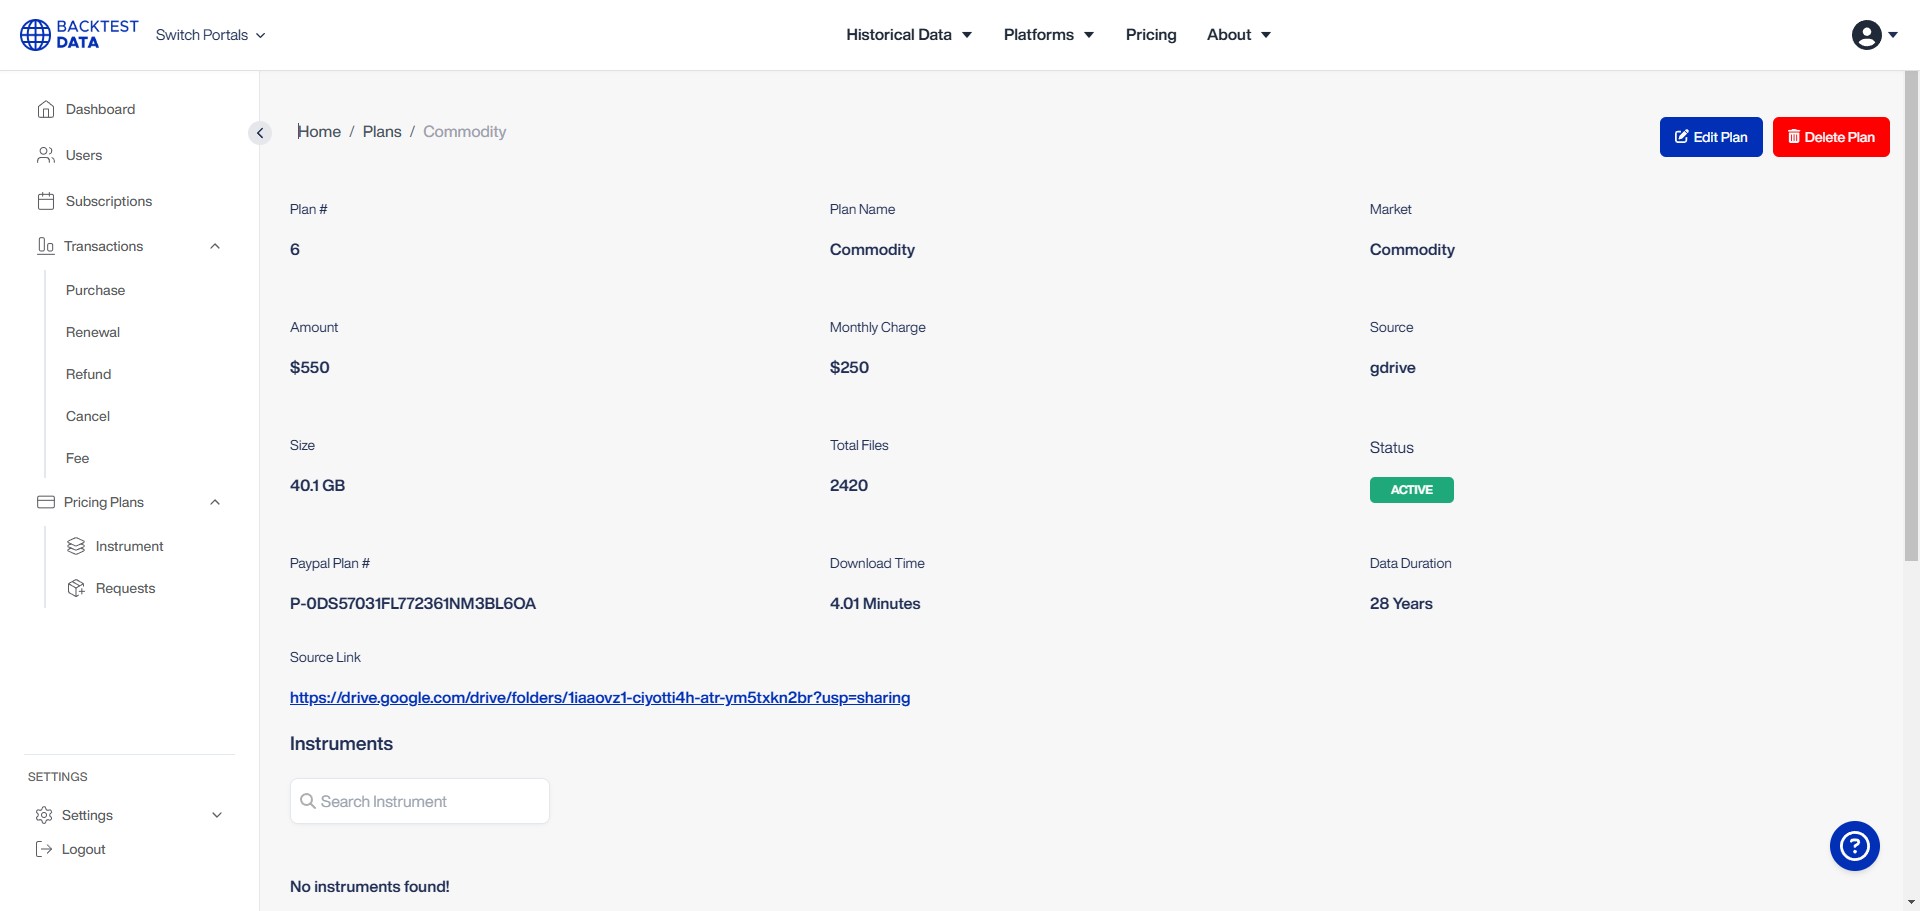 BACKTEST
DATA
Switch Portals
Historical Data
Platforms
Pricing
About
Dashboard
Users
Subscriptions
Transactions
Purchase
Renewal
Refund
Cancel
Fee
Pricing Plans
Instrument
Requests
SETTINGS
Settings
Logout
Home / Plans / Commodity
Edit Plan
Delete Plan
Plan #
6
Plan Name
Commodity
Market
Commodity
Amount
$550
Monthly Charge
$250
Source
gdrive
Size
40.1 GB
Total Files
2420
Status
ACTIVE
Paypal Plan #
P-0DS57031FL772361NM3BL6OA
Download Time
4.01 Minutes
Data Duration
28 Years
Source Link
https://drive.google.com/drive/folders/1iaaovz1-ciyotti4h-atr-ym5txkn2br?usp=sharing
Instruments
Search Instrument
No instruments found!